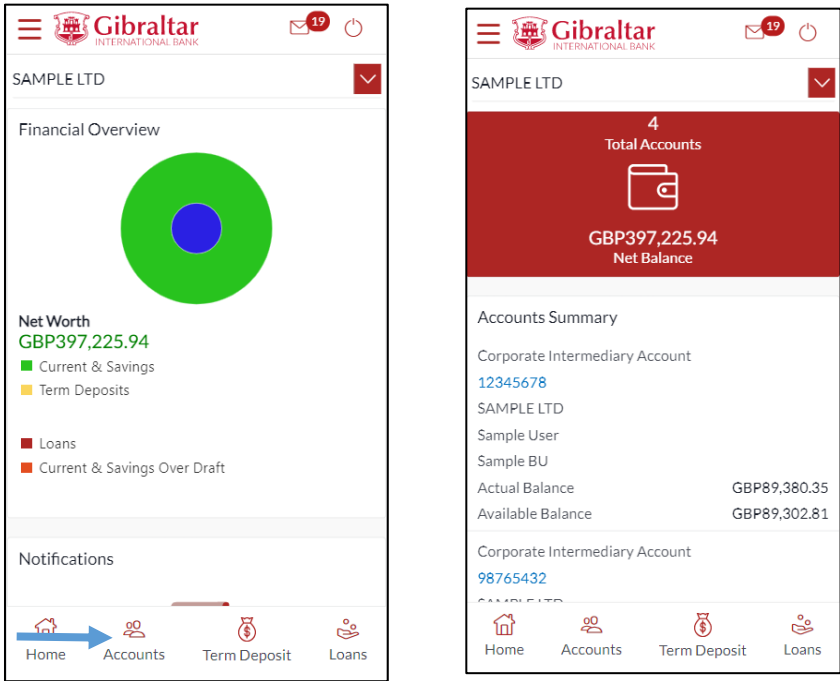 Gibraltar
INTERNATIONAL BANK
19
SAMPLE LTD
Financial Overview
Net Worth
GBP397,225.94
Current & Savings
Term Deposits
Loans
Current & Savings Over Draft
Notifications
Home Accounts Term Deposit Loans
Gibraltar
INTERNATIONAL BANK
19
SAMPLE LTD
4
Total Accounts
GBP397,225.94
Net Balance
Accounts Summary
Corporate Intermediary Account
12345678
SAMPLE LTD
Sample User
Sample BU
Actual Balance GBP89,380.35
Available Balance GBP89,302.81
Corporate Intermediary Account
98765432
SAMPLE LTD
Home Accounts Term Deposit Loans